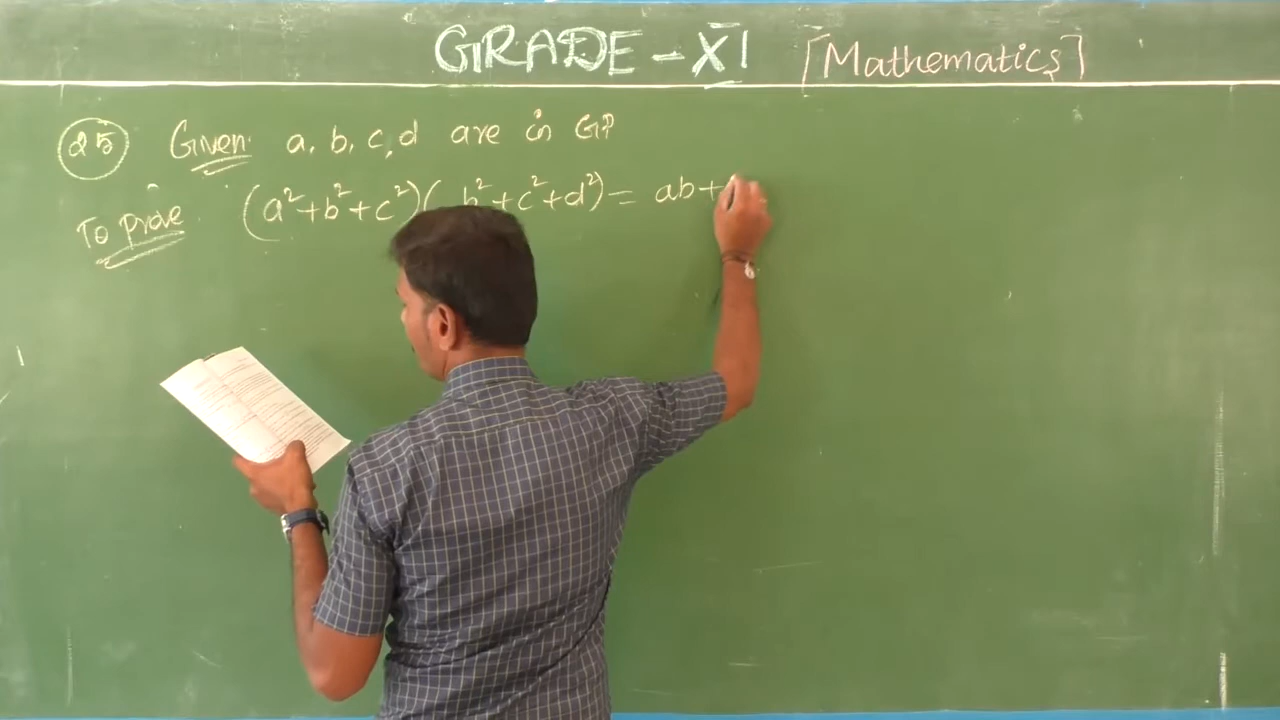 GRADE - XI [Mathematics]
25 Given: a, b, c, d are in GP
To prove (a²+b²+c²)(b²+c²+d²) = ab+